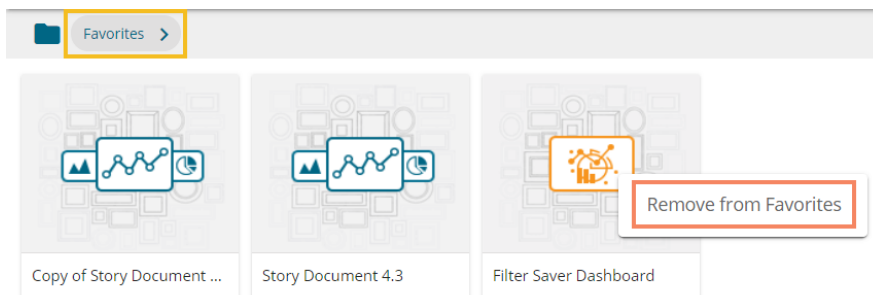 Favorites
Remove from Favorites
Copy of Story Document ...
Story Document 4.3
Filter Saver Dashboard